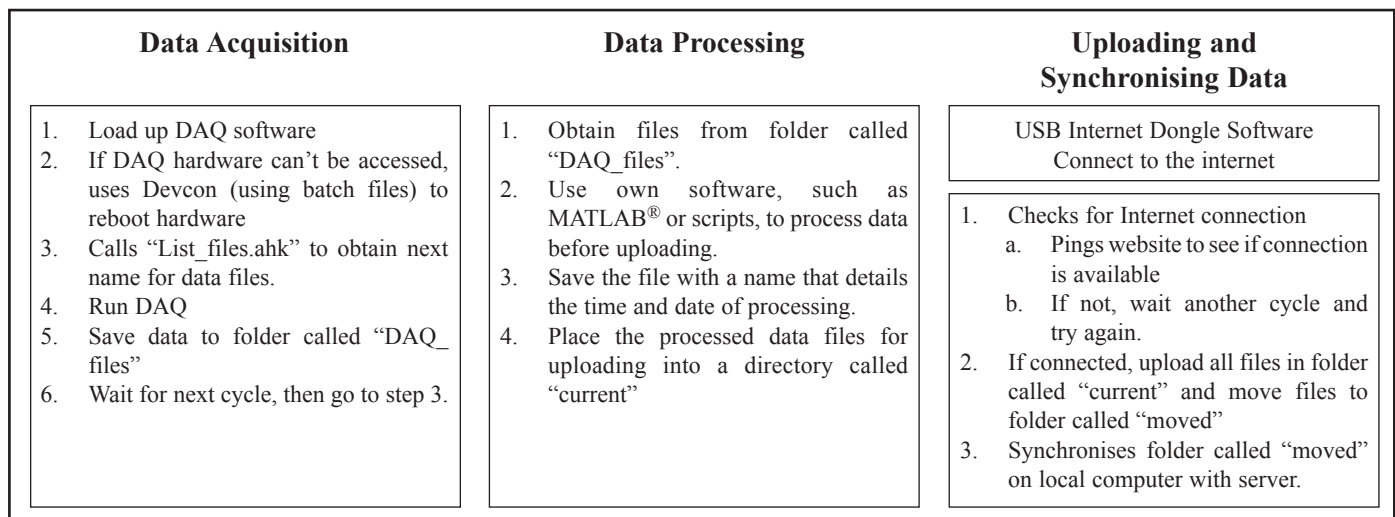 Data Acquisition
1. Load up DAQ software
2. If DAQ hardware can’t be accessed,
uses Devcon (using batch files) to
reboot hardware
3. Calls “List_files.ahk” to obtain next
name for data files.
4. Run DAQ
5. Save data to folder called “DAQ_
files”
6. Wait for next cycle, then go to step 3.
Data Processing
1. Obtain files from folder called
“DAQ_files”.
2. Use own software, such as
MATLAB® or scripts, to process data
before uploading.
3. Save the file with a name that details
the time and date of processing.
4. Place the processed data files for
uploading into a directory called
“current”
Uploading and
Synchronising Data
USB Internet Dongle Software
Connect to the internet
1. Checks for Internet connection
a. Pings website to see if connection
is available
b. If not, wait another cycle and
try again.
2. If connected, upload all files in folder
called “current” and move files to
folder called “moved”
3. Synchronises folder called “moved”
on local computer with server.